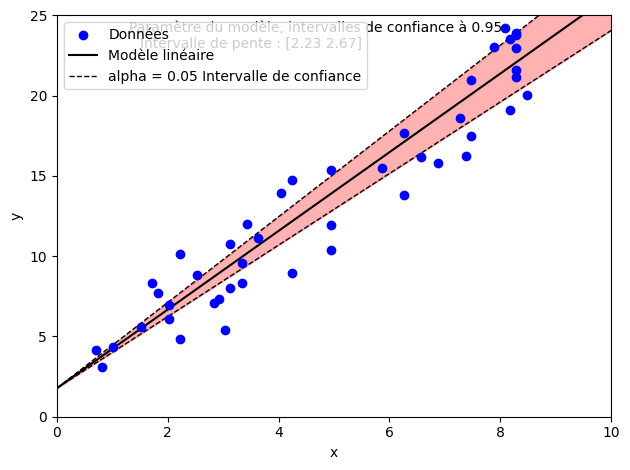 Paramètre du modèle, Intervalles de confiance à 0.95
Intervalle de pente : [2.23 2.67]
Données
Modèle linéaire
alpha = 0.05 Intervalle de confiance
25
20
15
10
5
0
y
0 2 4 6 8 10
x